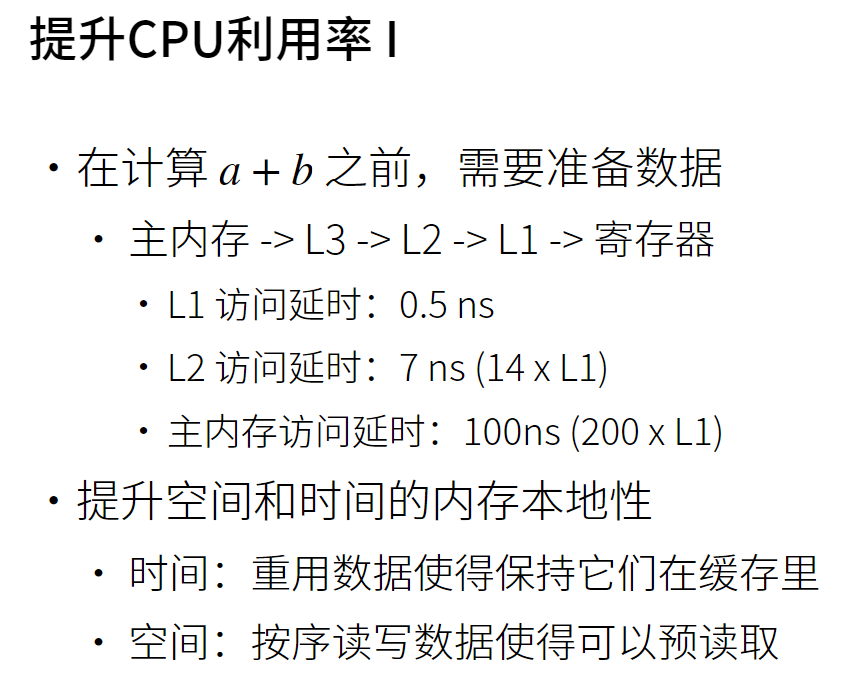 提升CPU利用率 I
• 在计算 a + b 之前，需要准备数据
• 主内存 -> L3 -> L2 -> L1 -> 寄存器
• L1 访问延时：0.5 ns
• L2 访问延时：7 ns (14 x L1)
• 主内存访问延时：100ns (200 x L1)
• 提升空间和时间的内存本地性
• 时间：重用数据使得保持它们在缓存里
• 空间：按序读写数据使得可以预读取